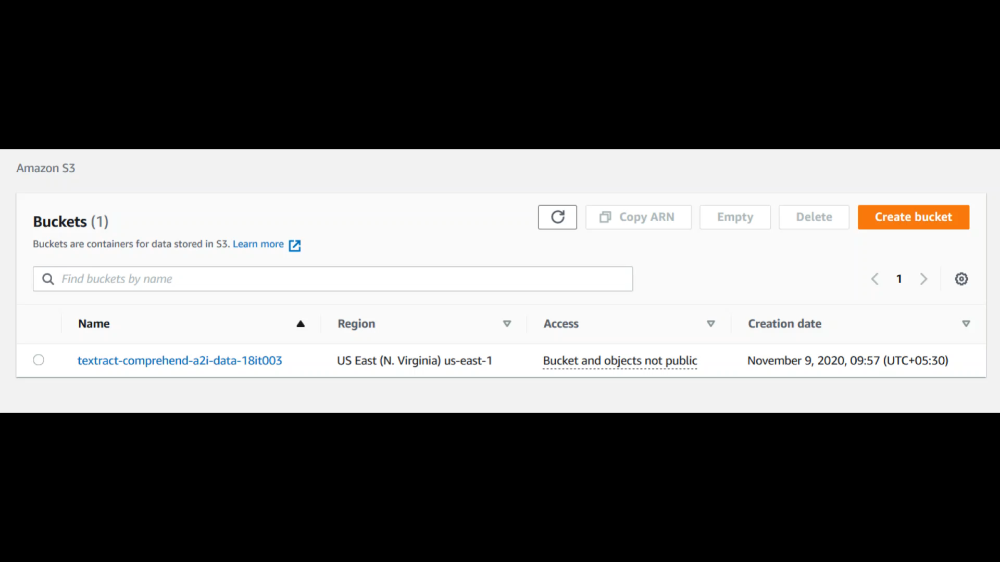 Amazon S3
Buckets (1)
Copy ARN
Empty
Delete
Create bucket
Buckets are containers for data stored in S3. Learn more
Find buckets by name
1
Name
Region
Access
Creation date
textract-comprehend-a2i-data-18it003
US East (N. Virginia) us-east-1
Bucket and objects not public
November 9, 2020, 09:57 (UTC+05:30)